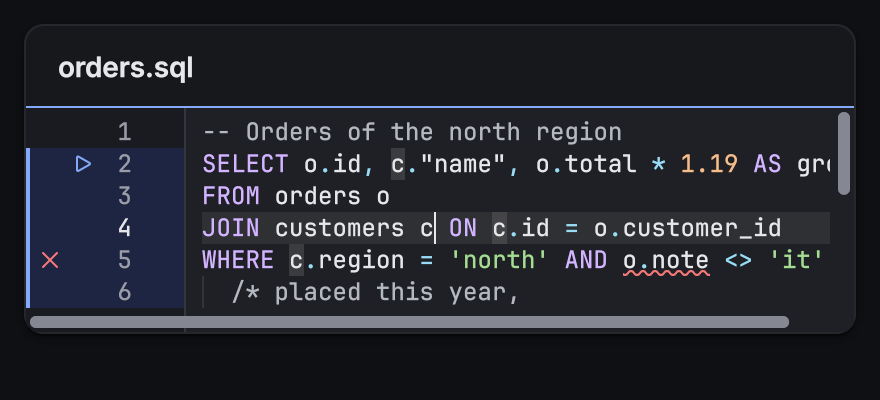 orders.sql
1 -- Orders of the north region
2 SELECT o.id, c."name", o.total * 1.19 AS
3 FROM orders o
4 JOIN customers c ON c.id = o.customer_id
5 WHERE c.region = 'north' AND o.note <> 'it'
6 /* placed this year,